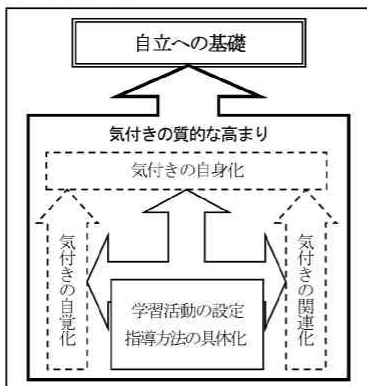 自立への基礎
気付きの質的な高まり
気付きの自身化
気付きの自覚化
学習活動の設定
指導方法の具体化
気付きの関連化